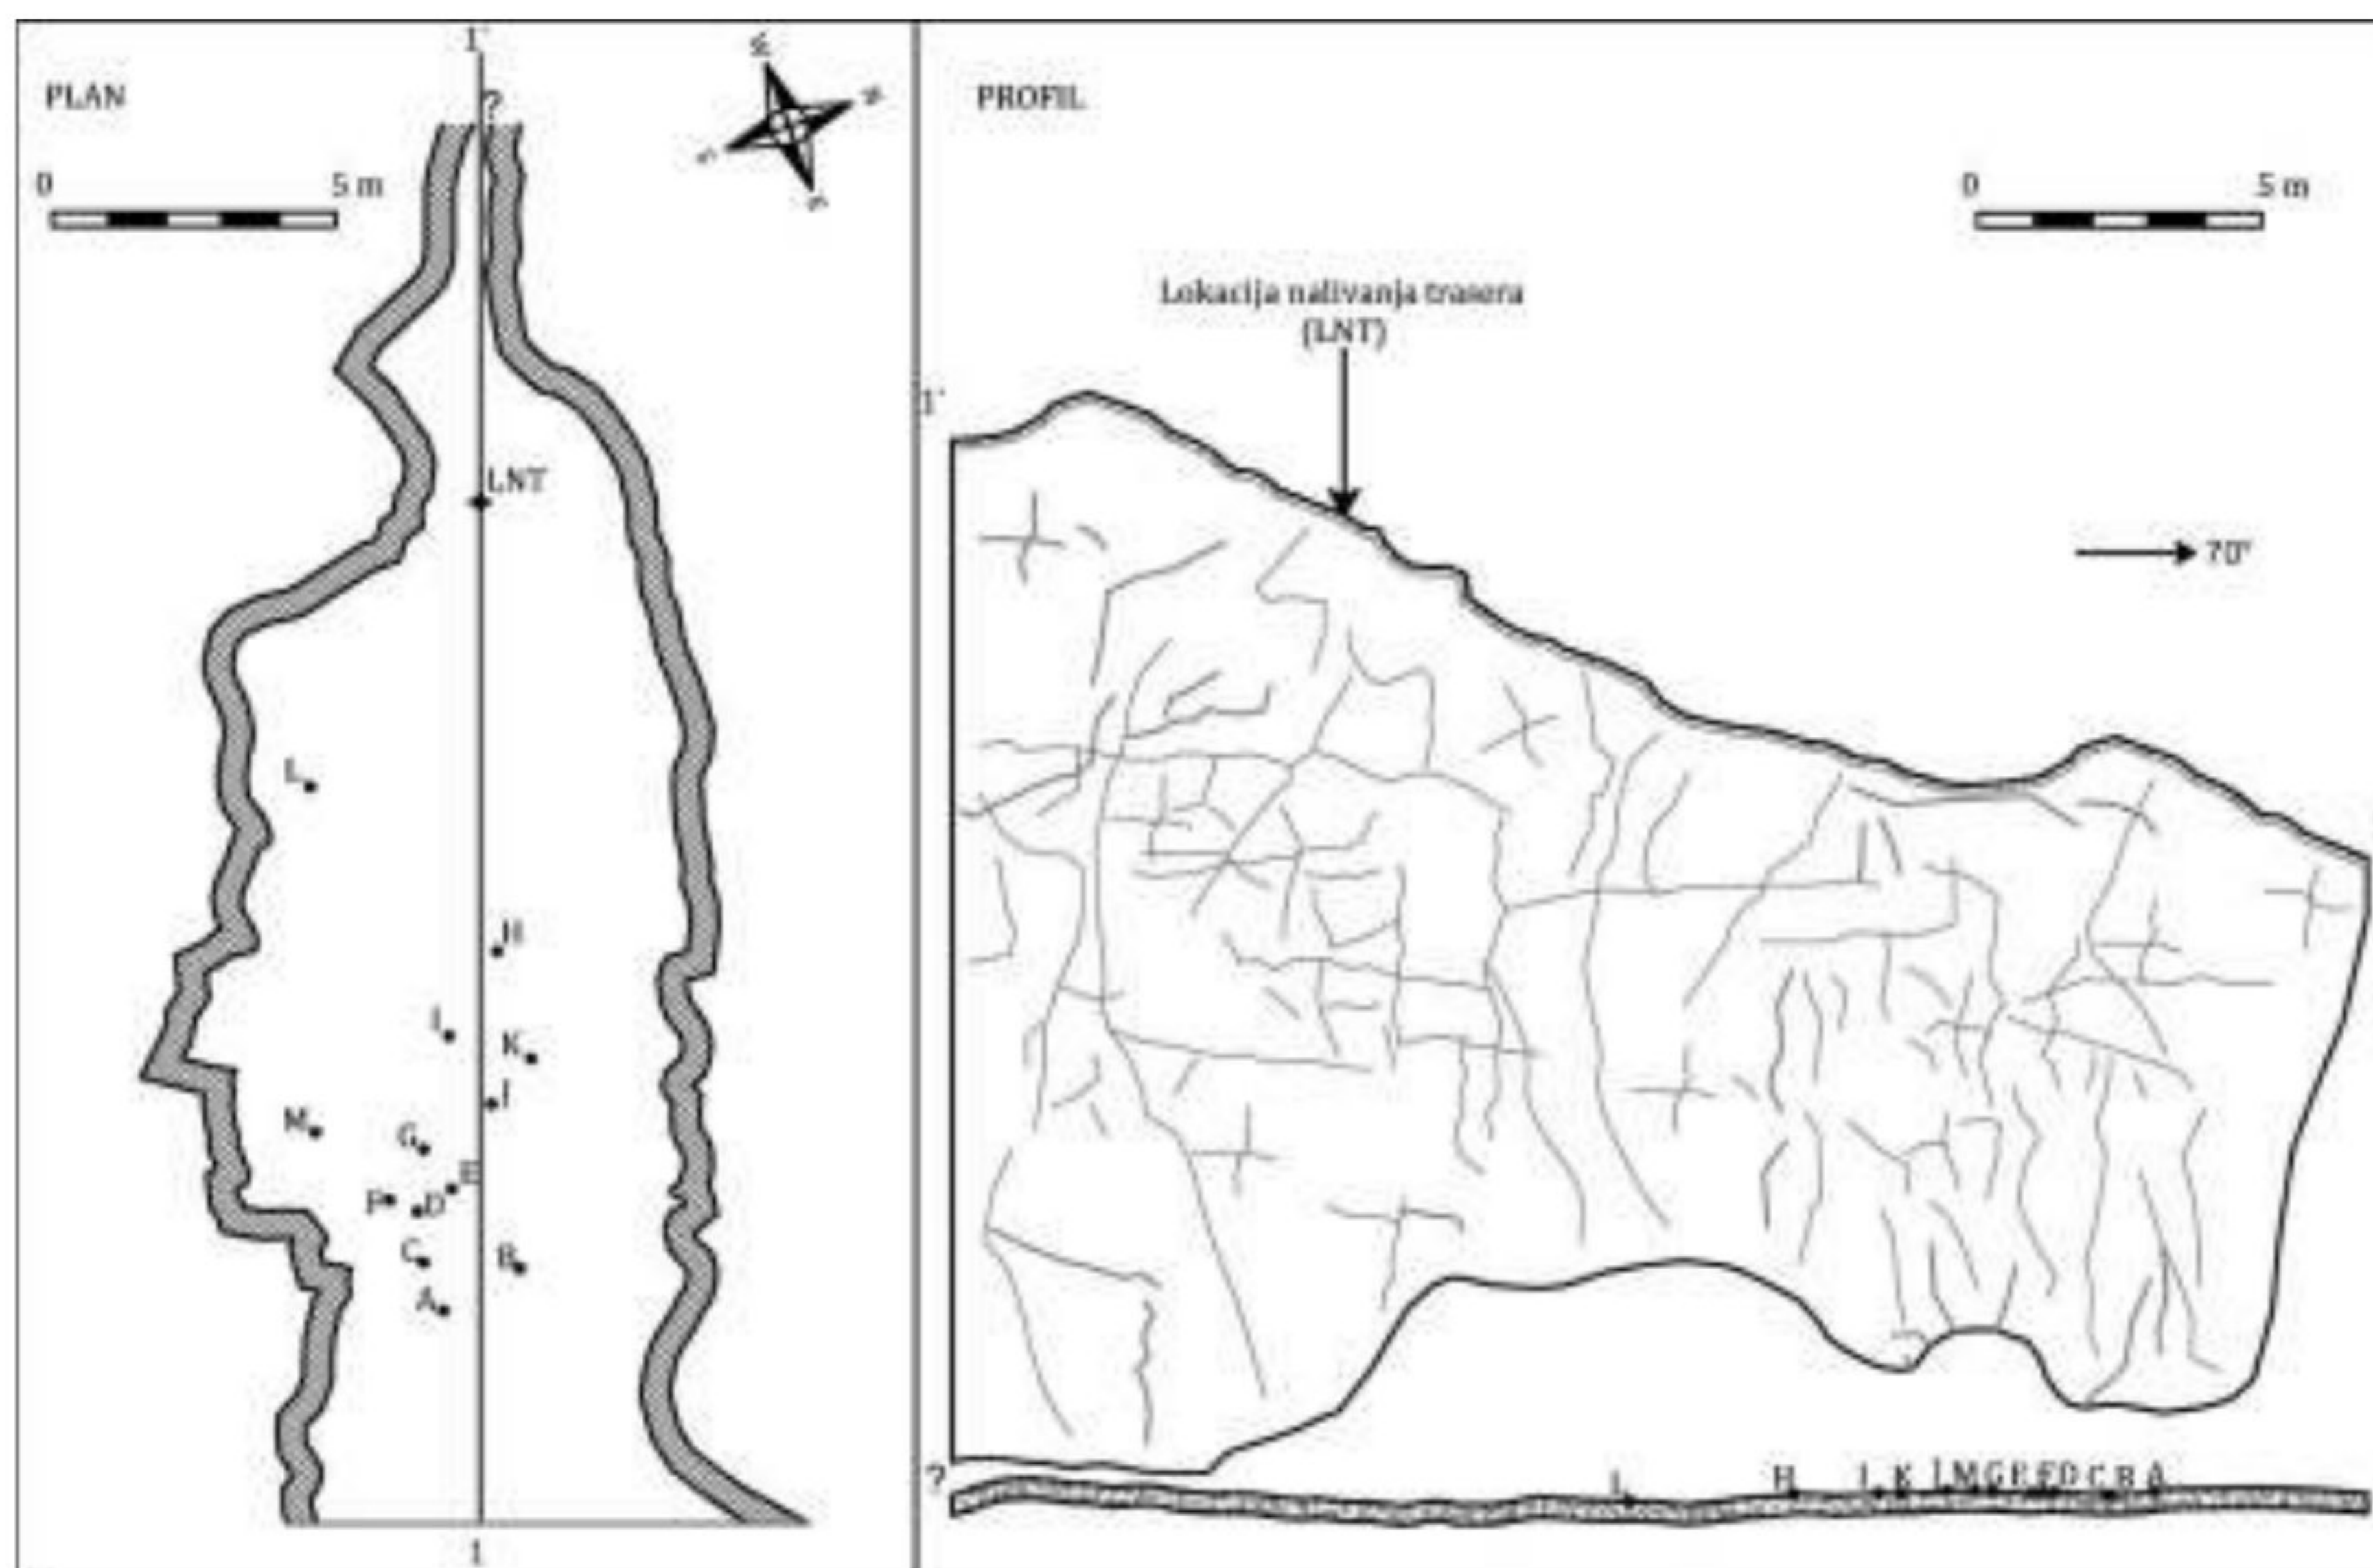 1'
?
PLAN
0 5 m
LNT
L
H
I
K
J
M
G
E
F
D
C
B
A
1
PROFIL
0 5 m
Lokacija nalivanja trasera
(LNT)
1'
70°
?
L H I K J M G F E D C B A